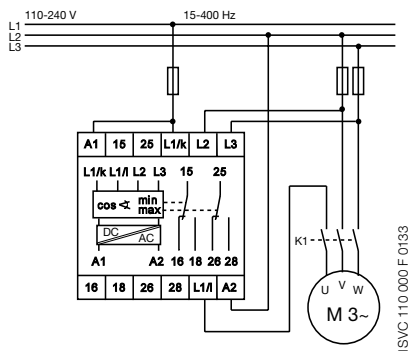 110-240 V 15-400 Hz
L1
L2
L3
A1 15 25 L1/k L2 L3
L1/k L1/l L2 L3 15 25
cos ∢ min
max
DC
AC
A1 A2 16 18 26 28
16 18 26 28 L1/l A2
K1
U V W
M 3~
ISVC 110 000 F 0133